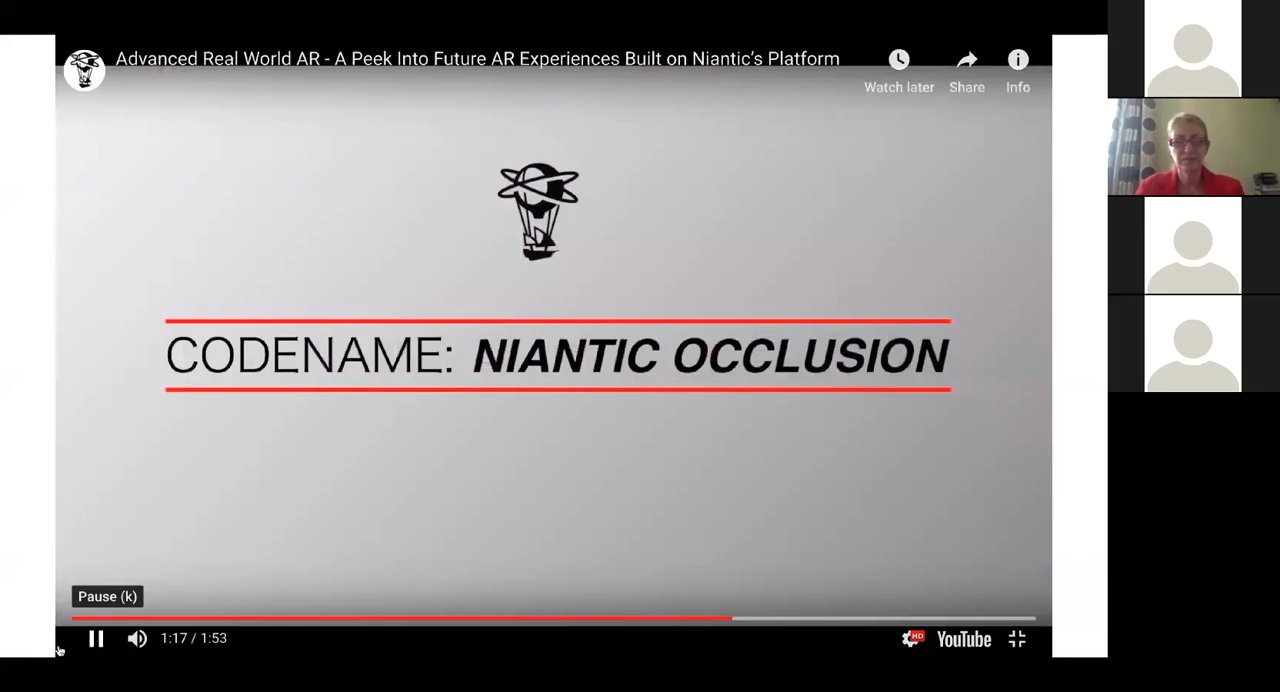 Advanced Real World AR - A Peek Into Future AR Experiences Built on Niantic's Platform
Watch later
Share
Info
CODENAME: NIANTIC OCCLUSION
Pause (k)
1:17 / 1:53
HD
YouTube